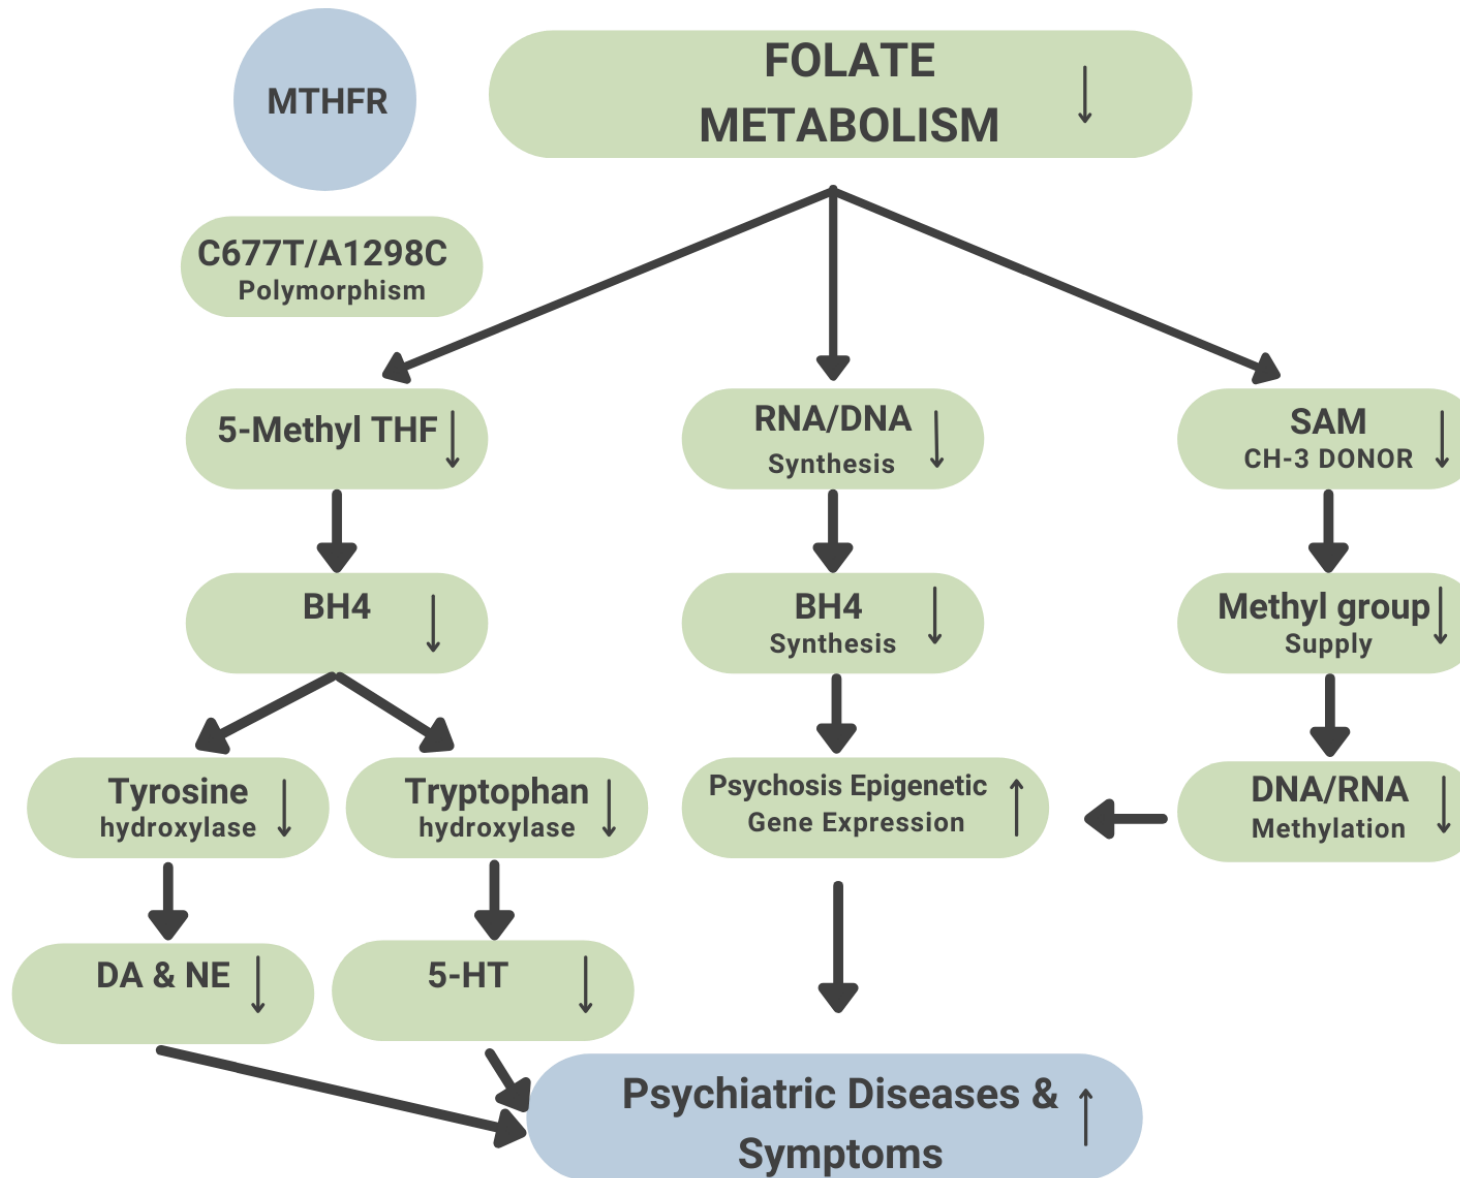 MTHFR
FOLATE
METABOLISM
C677T/A1298C
Polymorphism
5-Methyl THF
RNA/DNA
Synthesis
SAM
CH-3 DONOR
BH4
BH4
Synthesis
Methyl group
Supply
Tyrosine
hydroxylase
Tryptophan
hydroxylase
Psychosis Epigenetic
Gene Expression
DNA/RNA
Methylation
DA & NE
5-HT
Psychiatric Diseases &
Symptoms